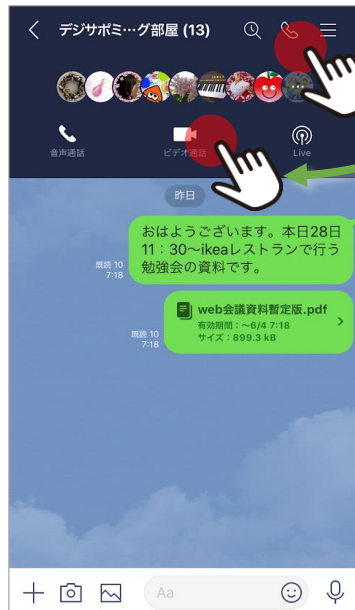 デジサポミ…グ部屋 (13)
音声通話
ビデオ通話
Live
昨日
おはようございます。本日28日
11：30〜ikeaレストランで行う
勉強会の資料です。
既読 10
7:18
web会議資料暫定版.pdf
有効期間：〜6/4 7:18
サイズ：899.3 kB
既読 10
7:18
Aa